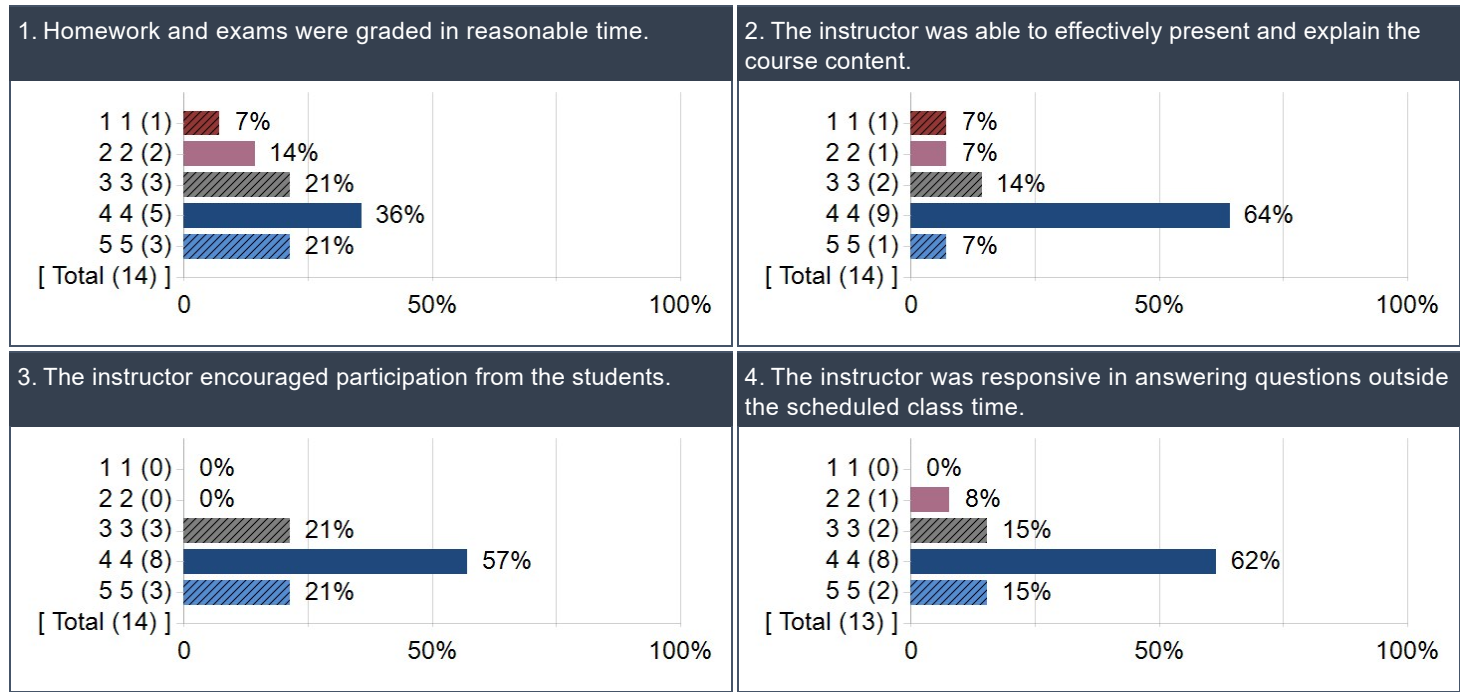 1. Homework and exams were graded in reasonable time.
1 1 (1) 7%
2 2 (2) 14%
3 3 (3) 21%
4 4 (5) 36%
5 5 (3) 21%
[ Total (14) ]
0 50% 100%
2. The instructor was able to effectively present and explain the
course content.
1 1 (1) 7%
2 2 (1) 7%
3 3 (2) 14%
4 4 (9) 64%
5 5 (1) 7%
[ Total (14) ]
0 50% 100%
3. The instructor encouraged participation from the students.
1 1 (0) 0%
2 2 (0) 0%
3 3 (3) 21%
4 4 (8) 57%
5 5 (3) 21%
[ Total (14) ]
0 50% 100%
4. The instructor was responsive in answering questions outside
the scheduled class time.
1 1 (0) 0%
2 2 (1) 8%
3 3 (2) 15%
4 4 (8) 62%
5 5 (2) 15%
[ Total (13) ]
0 50% 100%